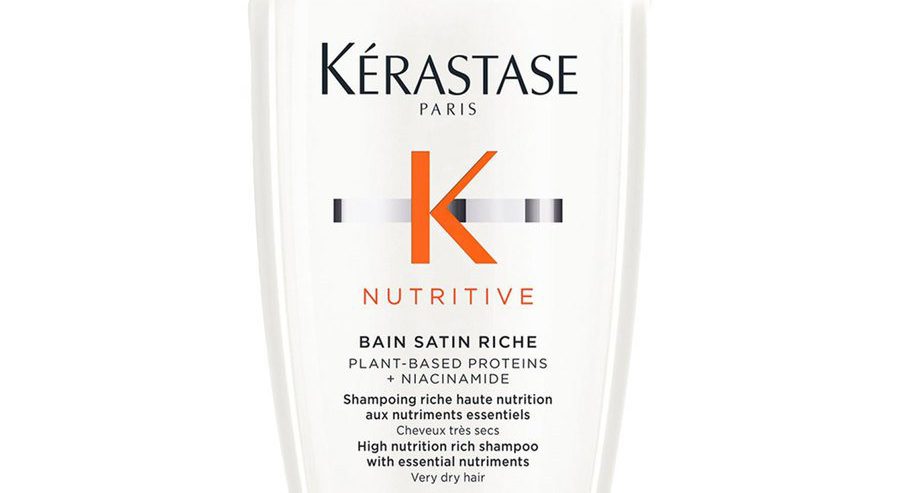 KÉRASTASE
PARIS
K
NUTRITIVE
BAIN SATIN RICHE
PLANT-BASED PROTEINS
+ NIACINAMIDE
Shampoing riche haute nutrition
aux nutriments essentiels
Cheveux très secs
High nutrition rich shampoo
with essential nutriments
Very dry hair